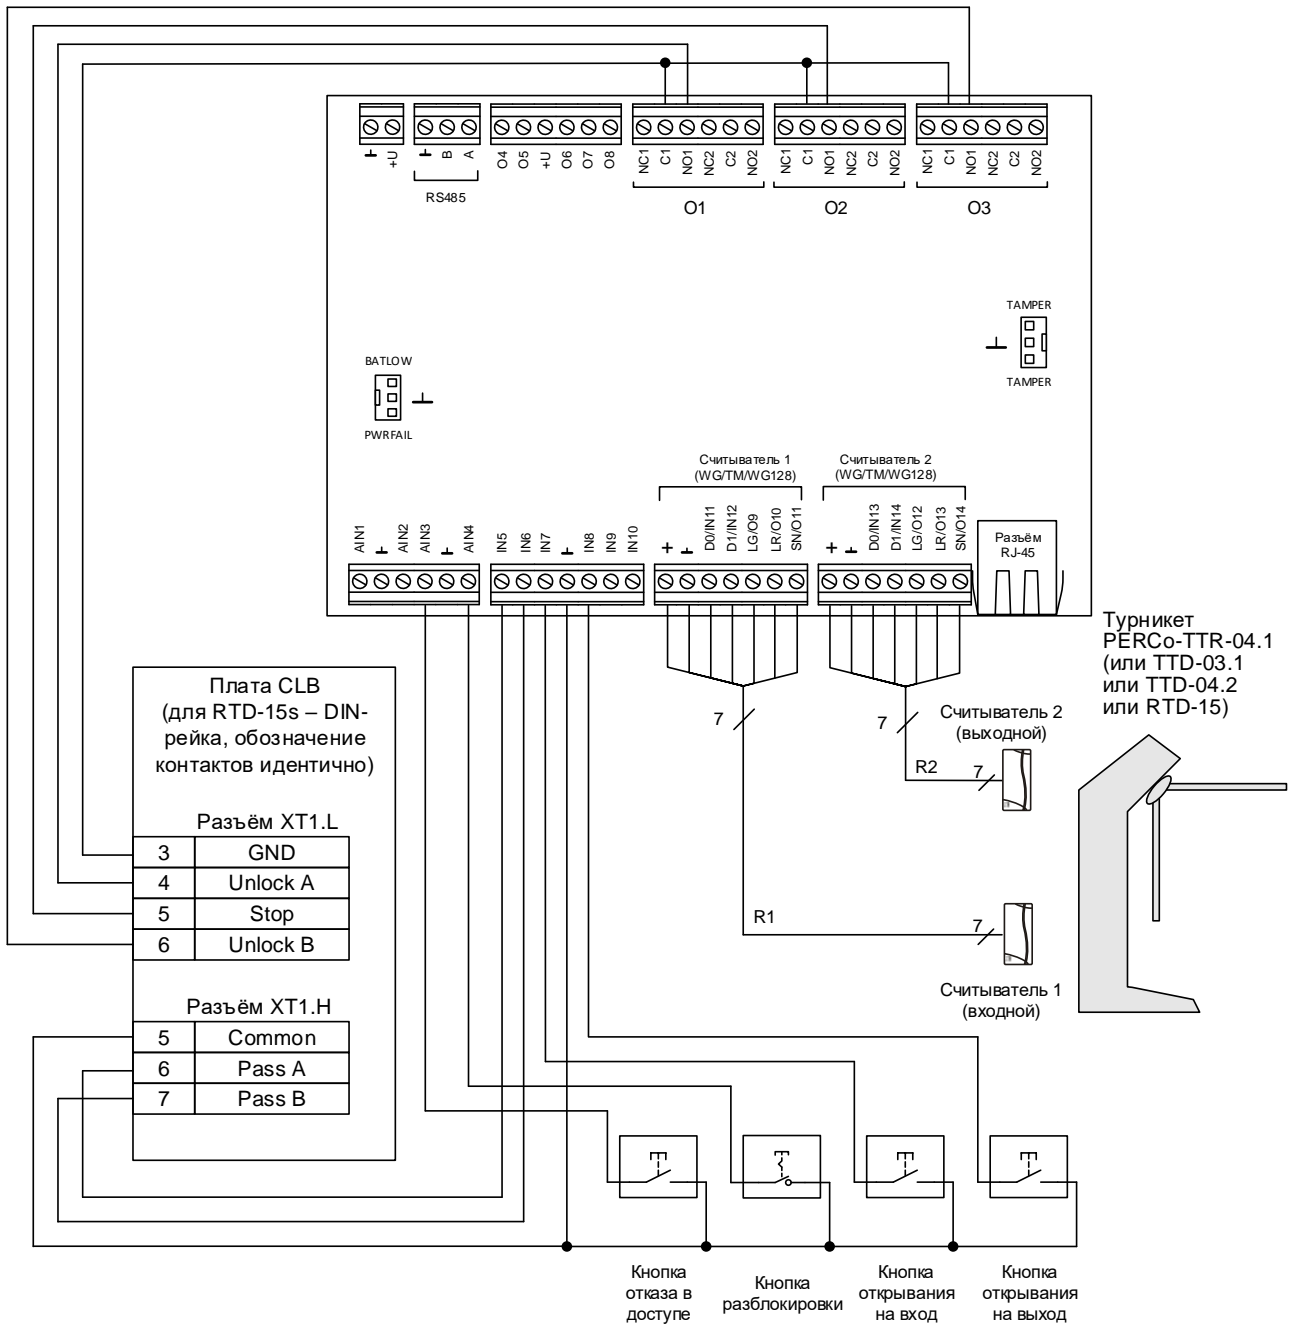 ⊥
+U
⊥
B
A
RS485
O4
O5
+U
O6
O7
O8
NC1
C1
NO1
NC2
C2
NO2
O1
NC1
C1
NO1
NC2
C2
NO2
O2
NC1
C1
NO1
NC2
C2
NO2
O3
TAMPER
TAMPER
BATLOW
PWRFAIL
Считыватель 1
(WG/TM/WG128)
Считыватель 2
(WG/TM/WG128)
AIN1
⊥
AIN2
AIN3
⊥
AIN4
IN5
IN6
IN7
⊥
IN8
IN9
IN10
+
⊥
D0/IN11
D1/IN12
LG/O9
LR/O10
SN/O11
+
⊥
D0/IN13
D1/IN14
LG/O12
LR/O13
SN/O14
Разъём
RJ-45
Турникет
PERCo-TTR-04.1
(или TTD-03.1
или TTD-04.2
или RTD-15)
Плата CLB
(для RTD-15s – DIN-
рейка, обозначение
контактов идентично)
Разъём XT1.L
3 GND
4 Unlock A
5 Stop
6 Unlock B
Разъём XT1.H
5 Common
6 Pass A
7 Pass B
7
7
Считыватель 2
(выходной)
R2
7
R1
7
Считыватель 1
(входной)
Кнопка
отказа в
доступе
Кнопка
разблокировки
Кнопка
открывания
на вход
Кнопка
открывания
на выход